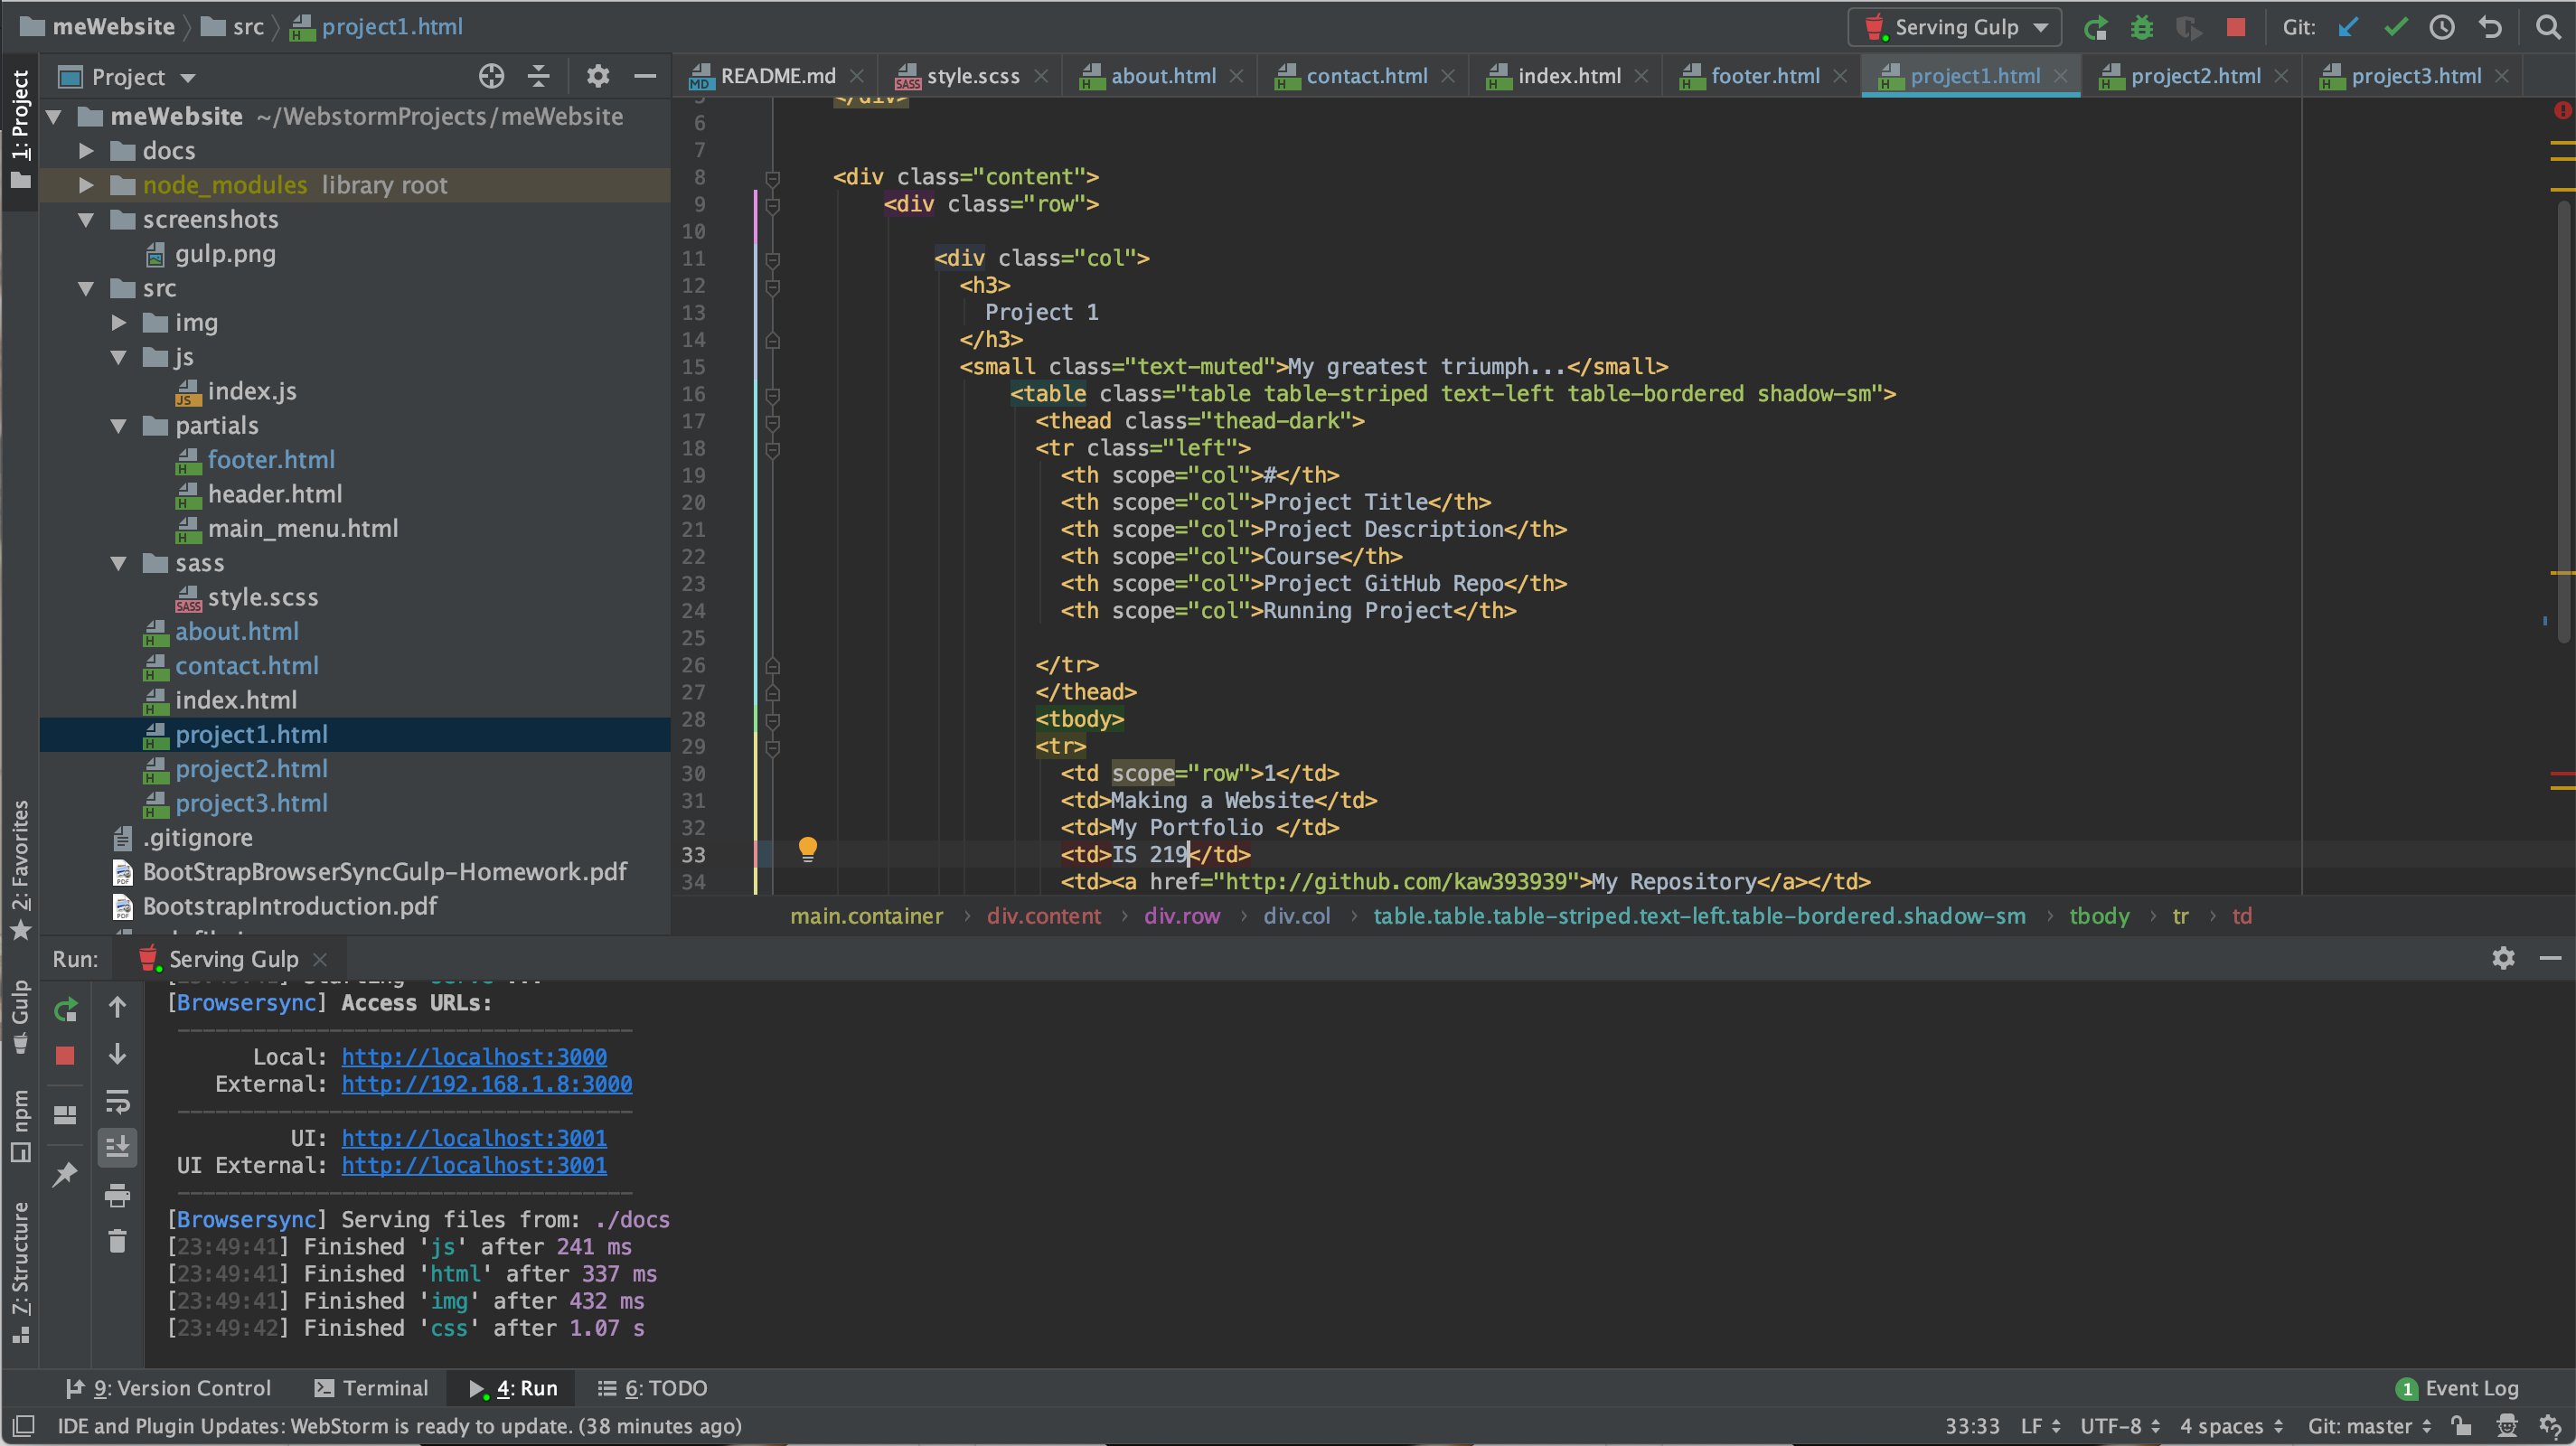 meWebsite src project1.html
Serving Gulp Git:
1: Project
Project
README.md style.scss about.html contact.html index.html footer.html project1.html project2.html project3.html
meWebsite ~/WebstormProjects/meWebsite
docs
node_modules library root
screenshots
gulp.png
src
img
js
index.js
partials
footer.html
header.html
main_menu.html
sass
style.scss
about.html
contact.html
index.html
project1.html
project2.html
project3.html
.gitignore
BootStrapBrowserSyncGulp-Homework.pdf
BootstrapIntroduction.pdf
5 </div>
6
7
8 <div class="content">
9 <div class="row">
10
11 <div class="col">
12 <h3>
13 Project 1
14 </h3>
15 <small class="text-muted">My greatest triumph...</small>
16 <table class="table table-striped text-left table-bordered shadow-sm">
17 <thead class="thead-dark">
18 <tr class="left">
19 <th scope="col">#</th>
20 <th scope="col">Project Title</th>
21 <th scope="col">Project Description</th>
22 <th scope="col">Course</th>
23 <th scope="col">Project GitHub Repo</th>
24 <th scope="col">Running Project</th>
25
26 </tr>
27 </thead>
28 <tbody>
29 <tr>
30 <td scope="row">1</td>
31 <td>Making a Website</td>
32 <td>My Portfolio </td>
33 <td>IS 219</td>
34 <td><a href="http://github.com/kaw393939">My Repository</a></td>
main.container › div.content › div.row › div.col › table.table.table-striped.text-left.table-bordered.shadow-sm › tbody › tr › td
2: Favorites
Gulp
npm
7: Structure
Run: Serving Gulp
[Browsersync] Access URLs:
Local: http://localhost:3000
External: http://192.168.1.8:3000
UI: http://localhost:3001
UI External: http://localhost:3001
[Browsersync] Serving files from: ./docs
[23:49:41] Finished 'js' after 241 ms
[23:49:41] Finished 'html' after 337 ms
[23:49:41] Finished 'img' after 432 ms
[23:49:42] Finished 'css' after 1.07 s
9: Version Control Terminal 4: Run 6: TODO 1 Event Log
IDE and Plugin Updates: WebStorm is ready to update. (38 minutes ago) 33:33 LF UTF-8 4 spaces Git: master